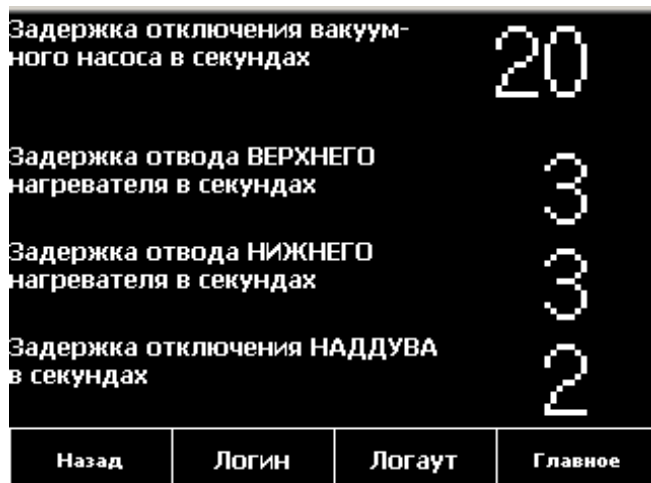 Задержка отключения вакуум-
ного насоса в секундах
20
Задержка отвода ВЕРХНЕГО
нагревателя в секундах
3
Задержка отвода НИЖНЕГО
нагревателя в секундах
3
Задержка отключения НАДДУВА
в секундах
2
Назад Логин Логаут Главное